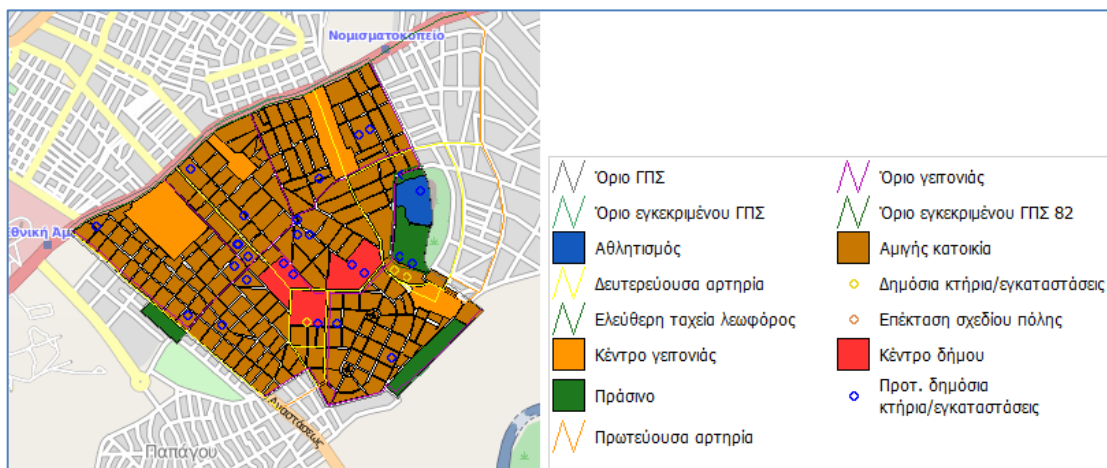 Νομισματοκοπείο
εθνική Άμ
Αναστάσεως
Παπάγου
Όριο ΓΠΣ
Όριο γειτονιάς
Όριο εγκεκριμένου ΓΠΣ
Όριο εγκεκριμένου ΓΠΣ 82
Αθλητισμός
Αμιγής κατοικία
Δευτερεύουσα αρτηρία
Δημόσια κτήρια/εγκαταστάσεις
Ελεύθερη ταχεία λεωφόρος
Επέκταση σχεδίου πόλης
Κέντρο γειτονιάς
Κέντρο δήμου
Πράσινο
Προτ. δημόσια
κτήρια/εγκαταστάσεις
Πρωτεύουσα αρτηρία